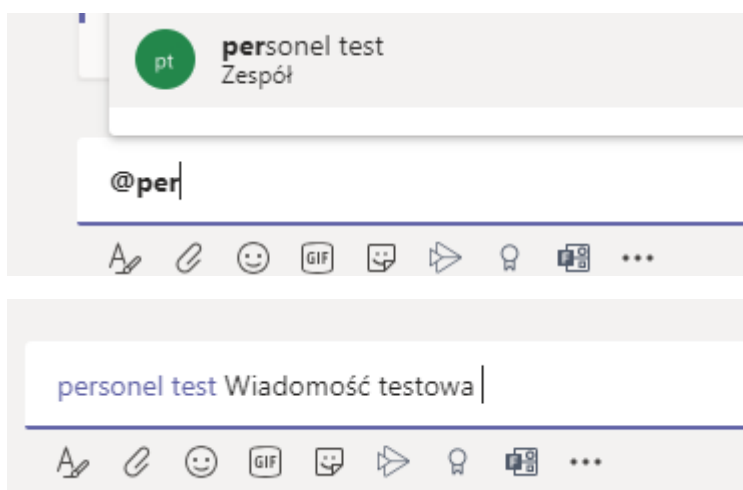 pt
personel test
Zespół
@per
GIF
personel test Wiadomość testowa
GIF